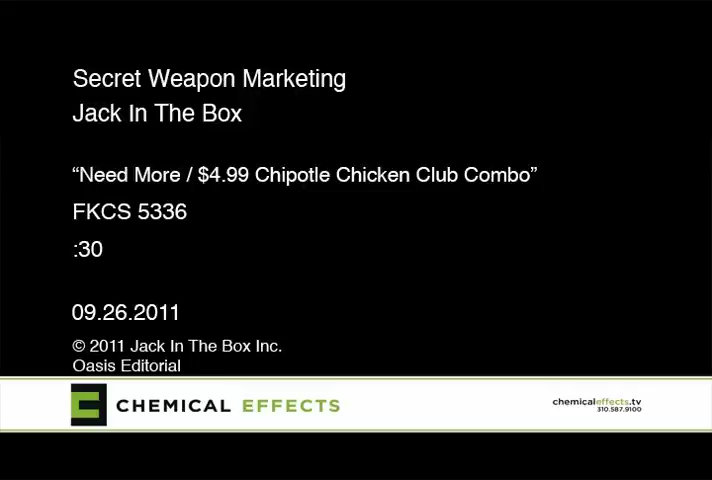 Secret Weapon Marketing
Jack In The Box
“Need More / $4.99 Chipotle Chicken Club Combo”
FKCS 5336
:30
09.26.2011
© 2011 Jack In The Box Inc.
Oasis Editorial
CHEMICAL EFFECTS
chemicaleffects.tv
310.587.9100